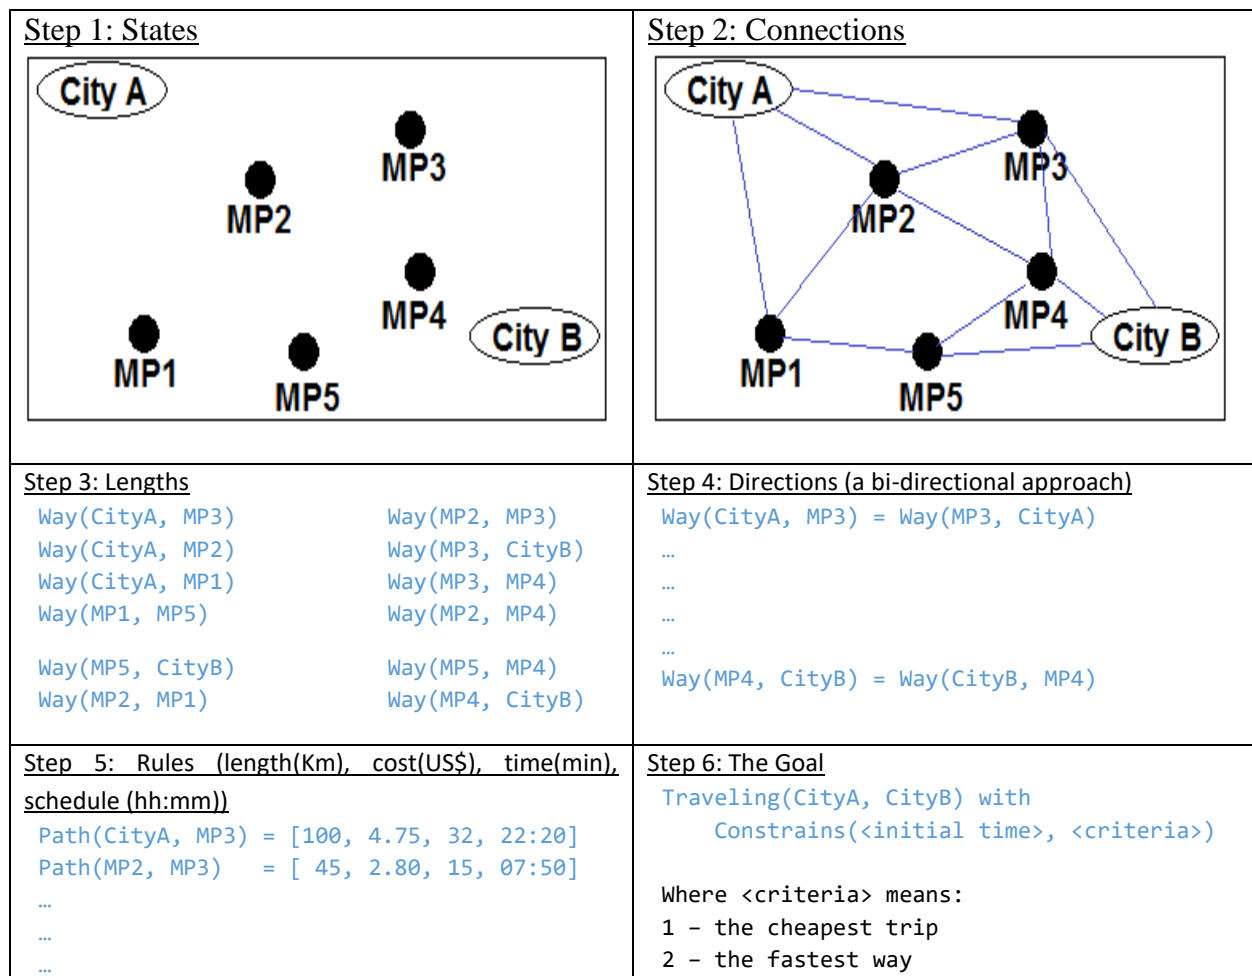 Step 1: States
City A
MP3
MP2
MP4
City B
MP1
MP5
Step 2: Connections
City A
MP3
MP2
MP4
City B
MP1
MP5
Step 3: Lengths
Way(CityA, MP3) Way(MP2, MP3)
Way(CityA, MP2) Way(MP3, CityB)
Way(CityA, MP1) Way(MP3, MP4)
Way(MP1, MP5) Way(MP2, MP4)
Way(MP5, CityB) Way(MP5, MP4)
Way(MP2, MP1) Way(MP4, CityB)
Step 4: Directions (a bi-directional approach)
Way(CityA, MP3) = Way(MP3, CityA)
…
…
…
…
Way(MP4, CityB) = Way(CityB, MP4)
Step 5: Rules (length(Km), cost(US$), time(min),
schedule (hh:mm))
Path(CityA, MP3) = [100, 4.75, 32, 22:20]
Path(MP2, MP3) = [ 45, 2.80, 15, 07:50]
…
…
…
Step 6: The Goal
Traveling(CityA, CityB) with
Constrains(<initial time>, <criteria>)
Where <criteria> means:
1 – the cheapest trip
2 – the fastest way